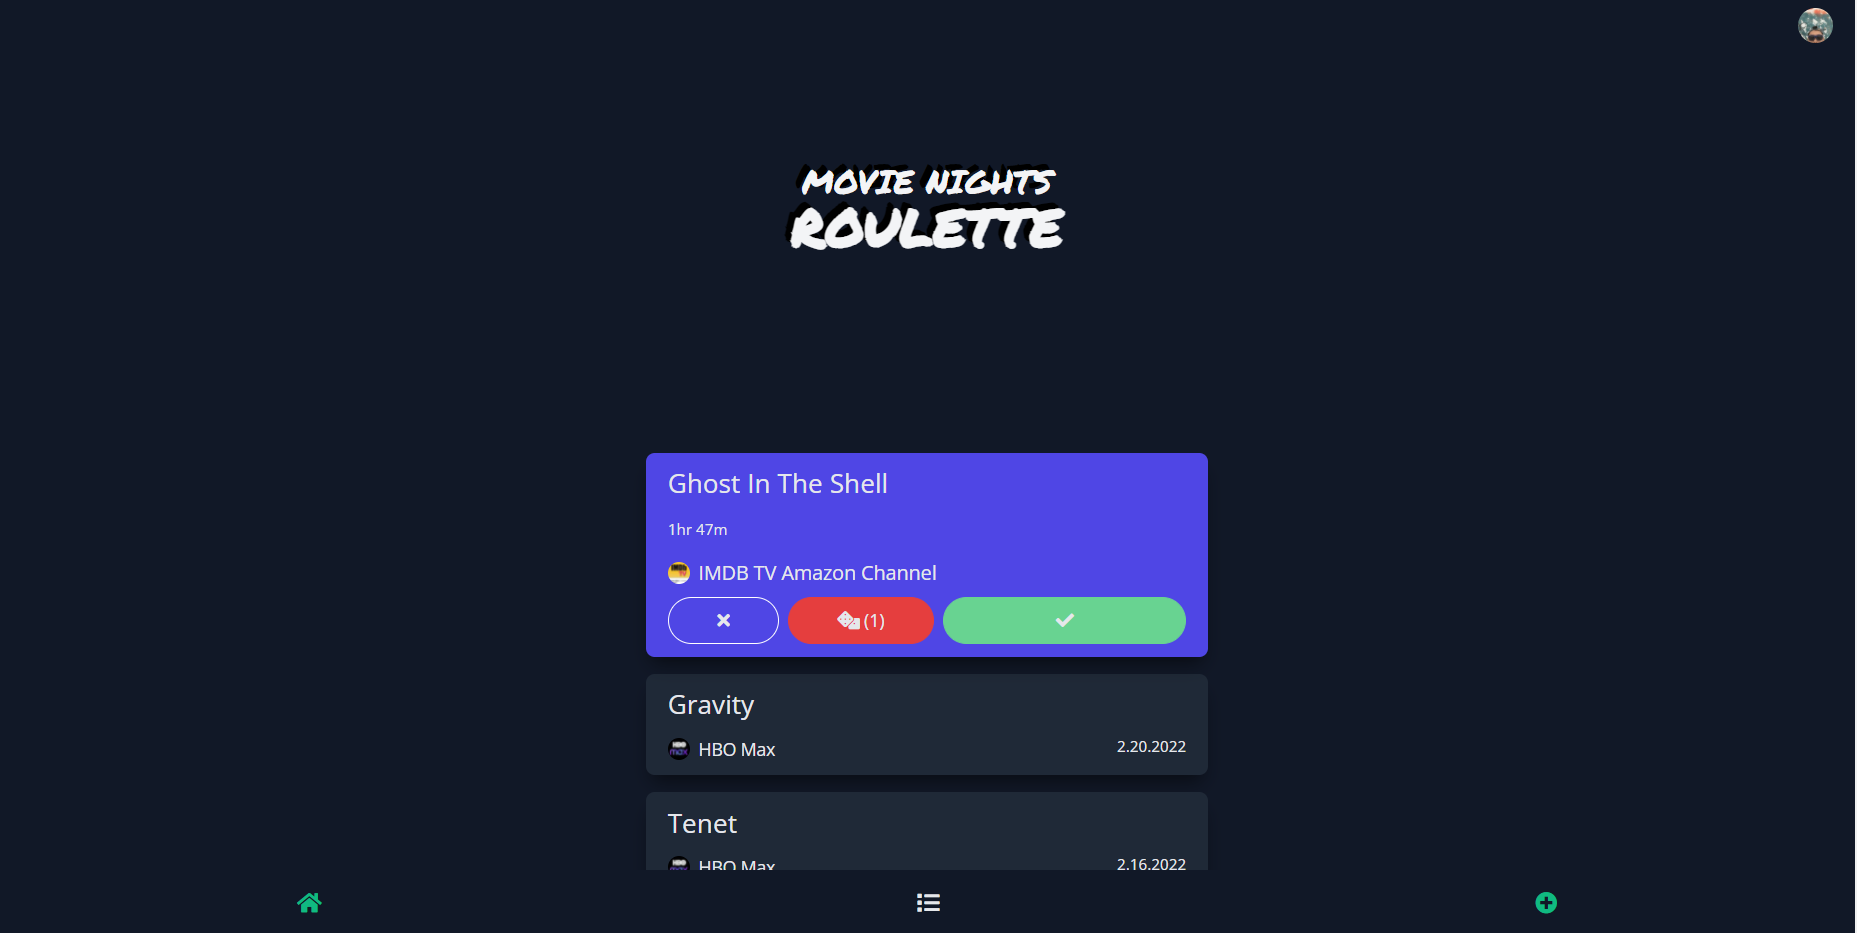 MOVIE NIGHTS
ROULETTE
Ghost In The Shell
1hr 47m
IMDB TV Amazon Channel
(1)
Gravity
HBO Max
2.20.2022
Tenet
HBO Max
2.16.2022